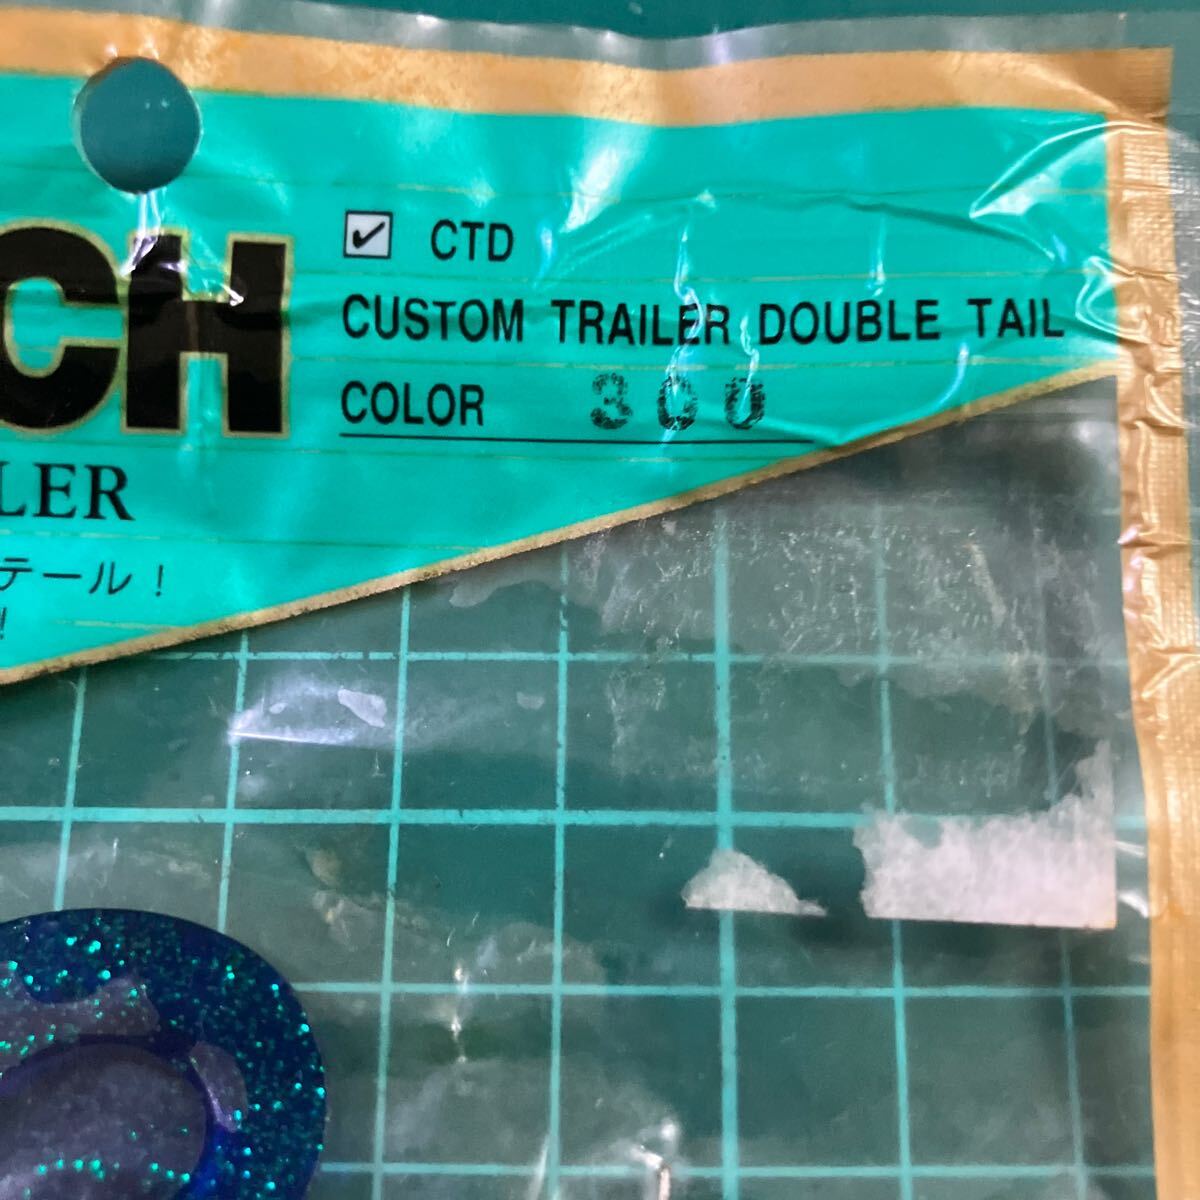 CH
✔ CTD
CUSTOM TRAILER DOUBLE TAIL
COLOR 300
LER
テール!
!